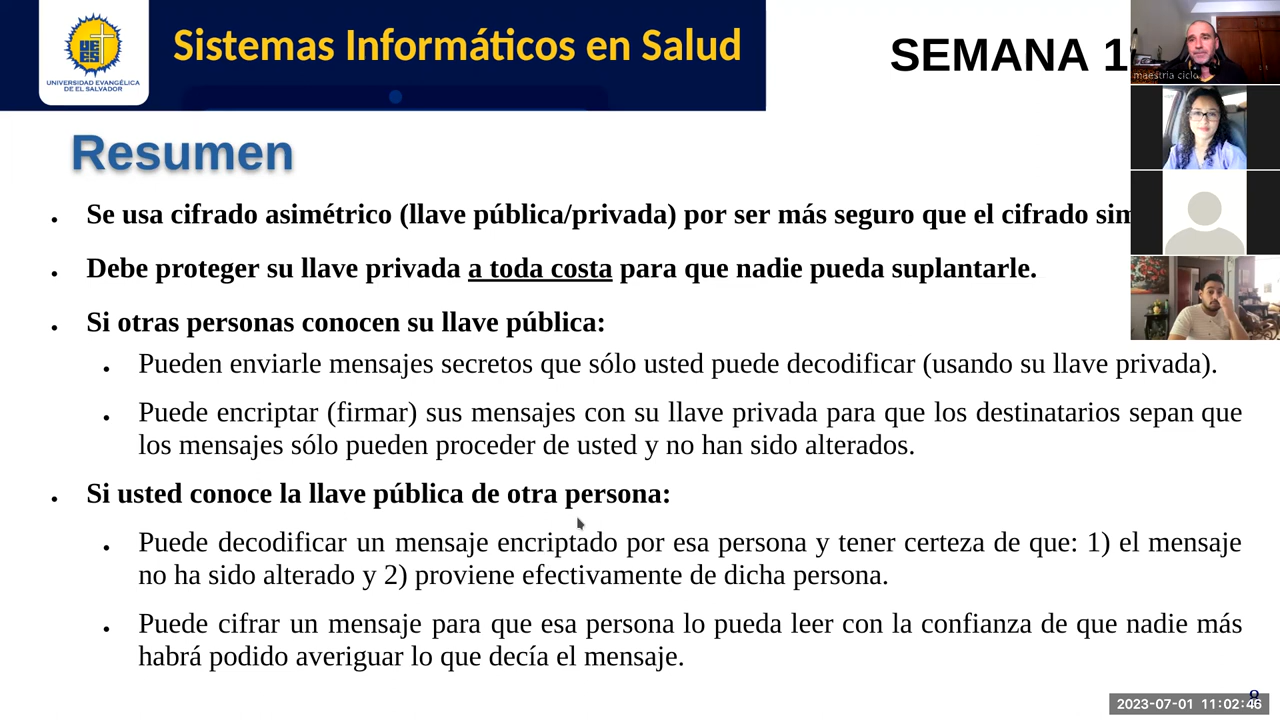 Sistemas Informáticos en Salud
SEMANA 1
UNIVERSIDAD EVANGÉLICA
DE EL SALVADOR
maestria ciclo
Resumen
Se usa cifrado asimétrico (llave pública/privada) por ser más seguro que el cifrado
Debe proteger su llave privada a toda costa para que nadie pueda suplantarle.
Si otras personas conocen su llave pública:
Pueden enviarle mensajes secretos que sólo usted puede decodificar (usando su llave privada).
Puede encriptar (firmar) sus mensajes con su llave privada para que los destinatarios sepan que
los mensajes sólo pueden proceder de usted y no han sido alterados.
Si usted conoce la llave pública de otra persona:
Puede decodificar un mensaje encriptado por esa persona y tener certeza de que: 1) el mensaje
no ha sido alterado y 2) proviene efectivamente de dicha persona.
Puede cifrar un mensaje para que esa persona lo pueda leer con la confianza de que nadie más
habrá podido averiguar lo que decía el mensaje.
2023-07-01 11:02:46